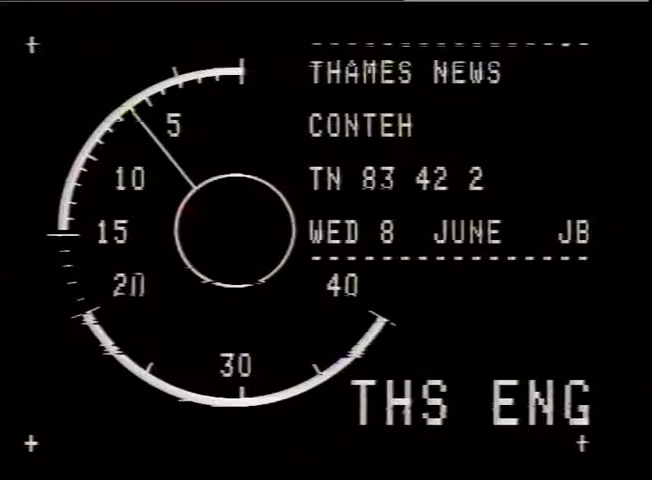 THAMES NEWS
CONTEH
TN 83 42 2
WED 8 JUNE JB
5
10
15
20
30
40
THS ENG